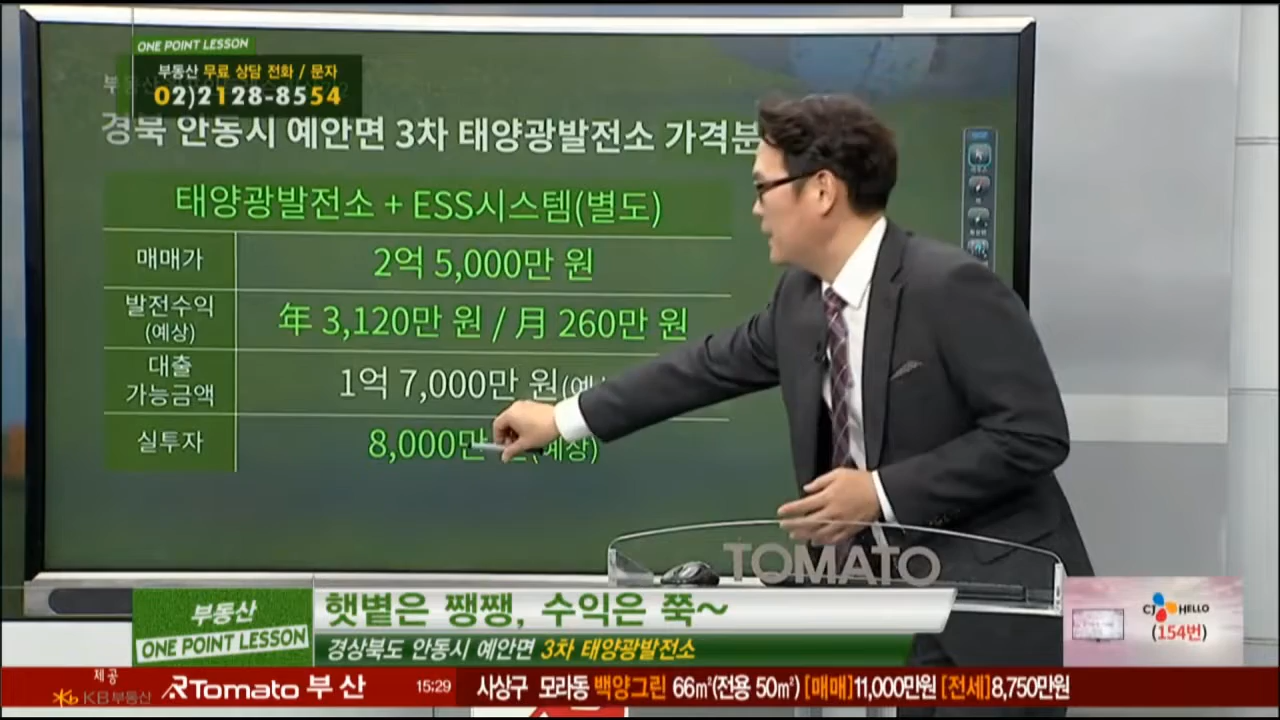 ONE POINT LESSON
부동산 무료 상담 전화 / 문자
02)2128-8554
경북 안동시 예안면 3차 태양광발전소
태양광발전소 + ESS시스템(별도)
매매가
2억 5,000만 원
발전수익
(예상)
年 3,120만 원 / 月 260만 원
대출
가능금액
1억 7,000만 원
실투자
8,000만
TOMATO
부동산
ONE POINT LESSON
햇볕은 쨍쨍, 수익은 쭉~
경상북도 안동시 예안면 3차 태양광발전소
CJ HELLO
(154번)
제공
KB부동산
Tomato 부산
15:29
사상구 모라동 백양그린 66㎡(전용 50㎡) [매매]11,000만원 [전세]8,750만원